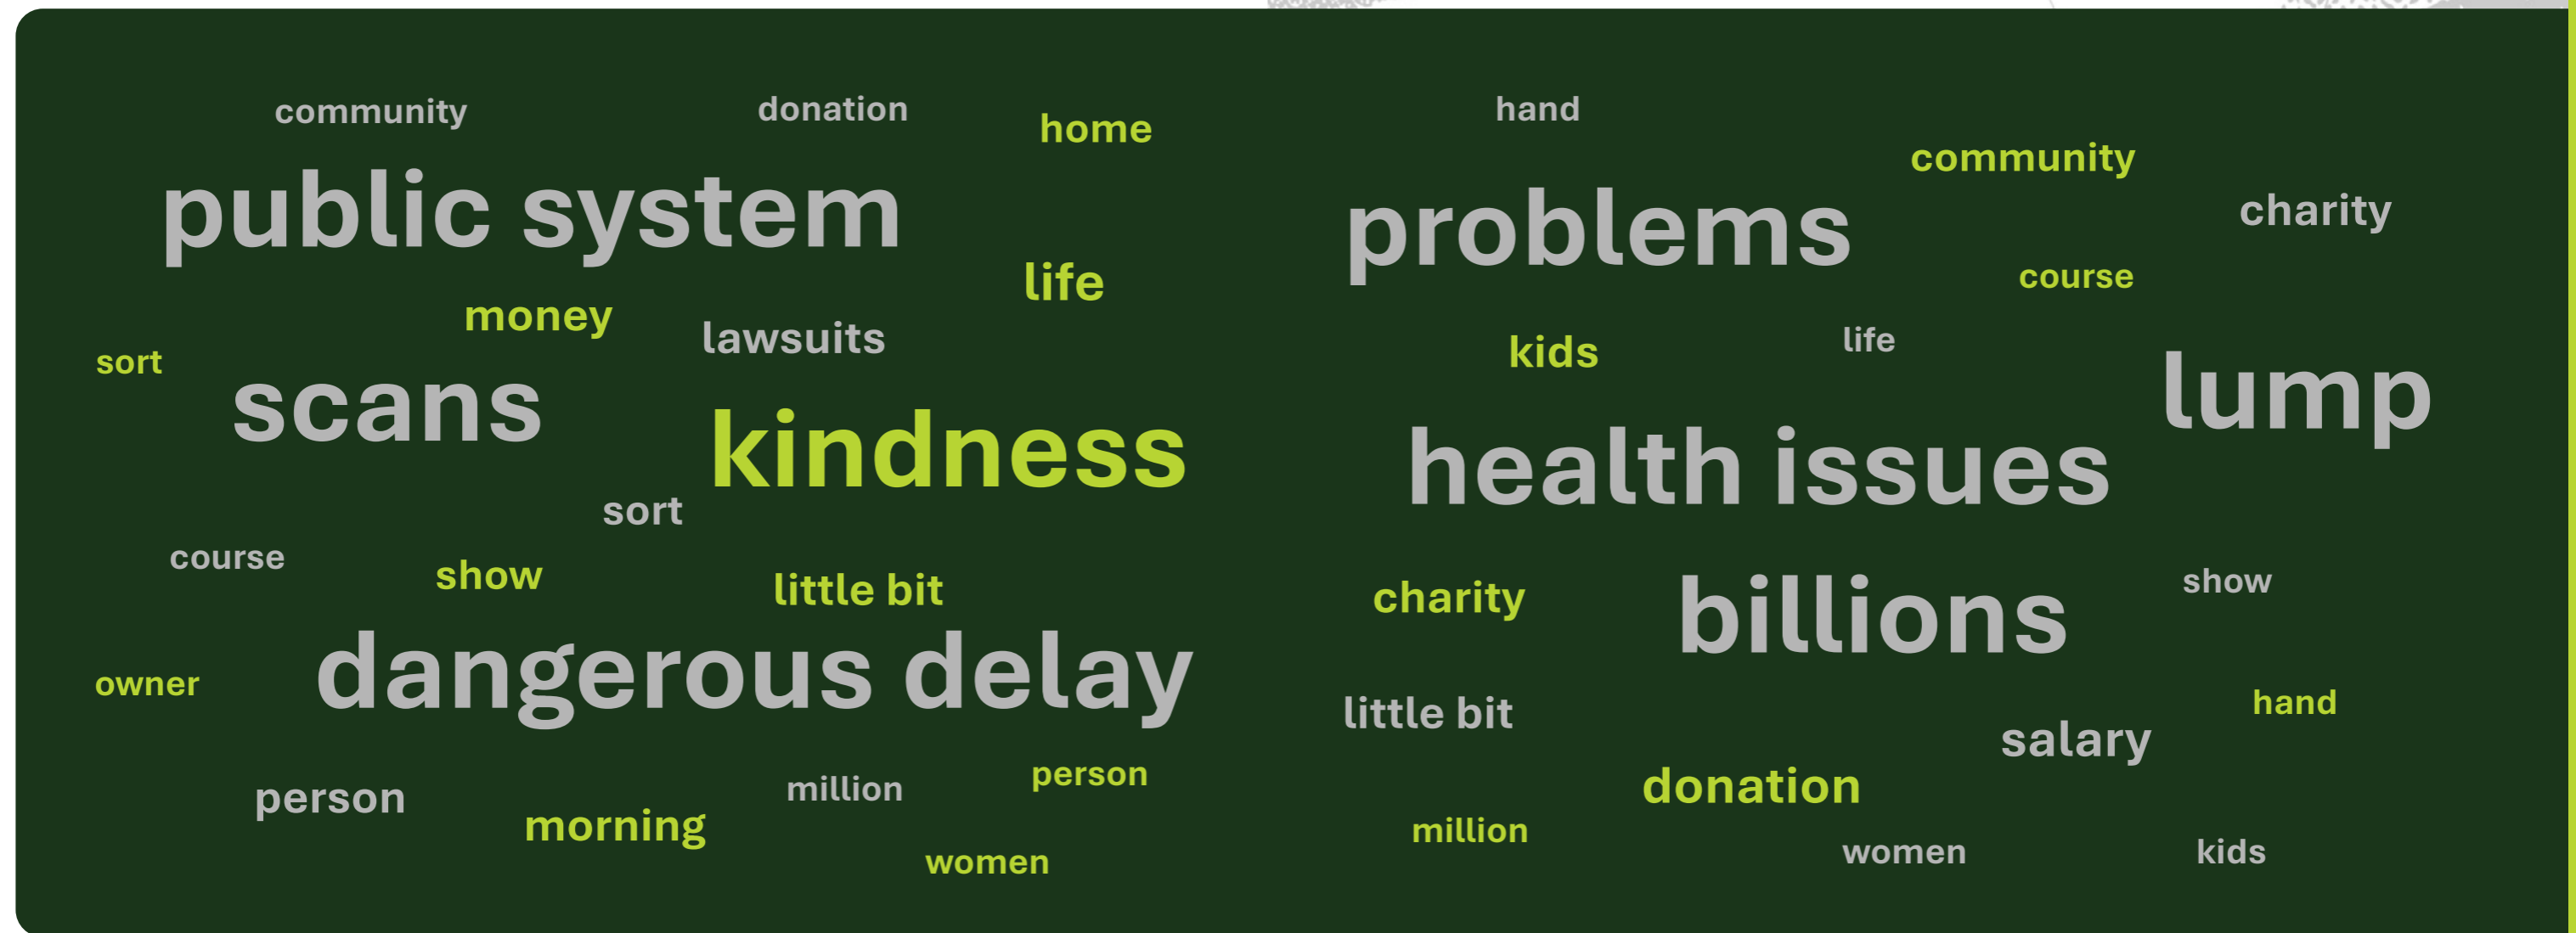 community
donation
home
hand
community
public system
problems
charity
life
course
money
lawsuits
kids
life
sort
scans
lump
kindness
health issues
sort
course
show
little bit
charity
billions
show
owner
dangerous delay
little bit
hand
salary
person
million
person
donation
morning
million
women
women
kids